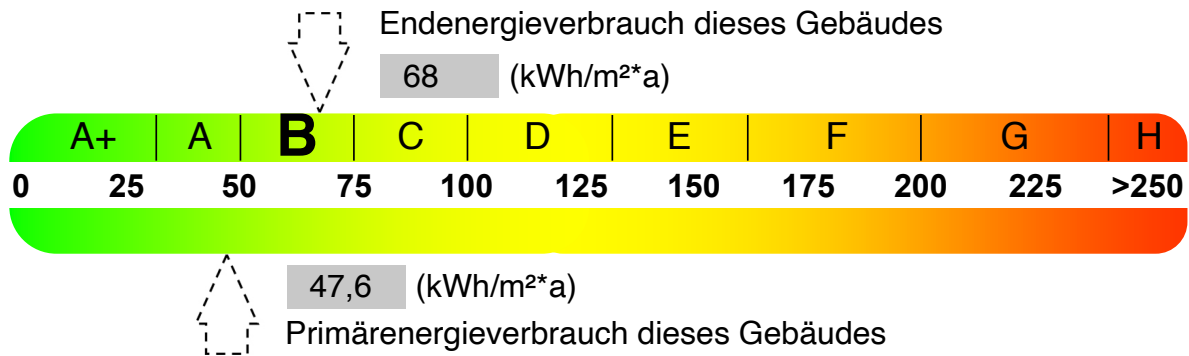 Endenergieverbrauch dieses Gebäudes
68 (kWh/m²*a)
A+ A B C D E F G H
0 25 50 75 100 125 150 175 200 225 >250
47,6 (kWh/m²*a)
Primärenergieverbrauch dieses Gebäudes